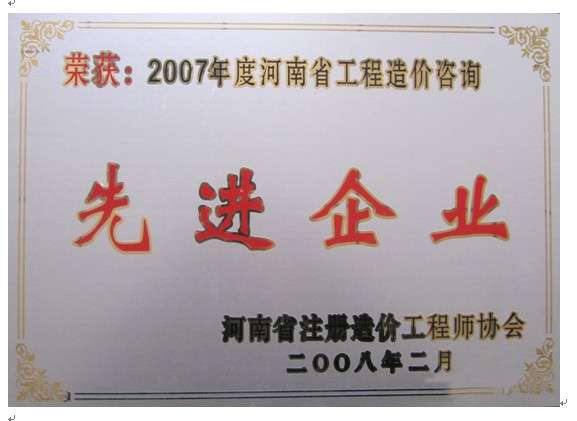 荣获：2007年度河南省工程造价咨询
先进企业
河南省注册造价工程师协会
二〇〇八年二月